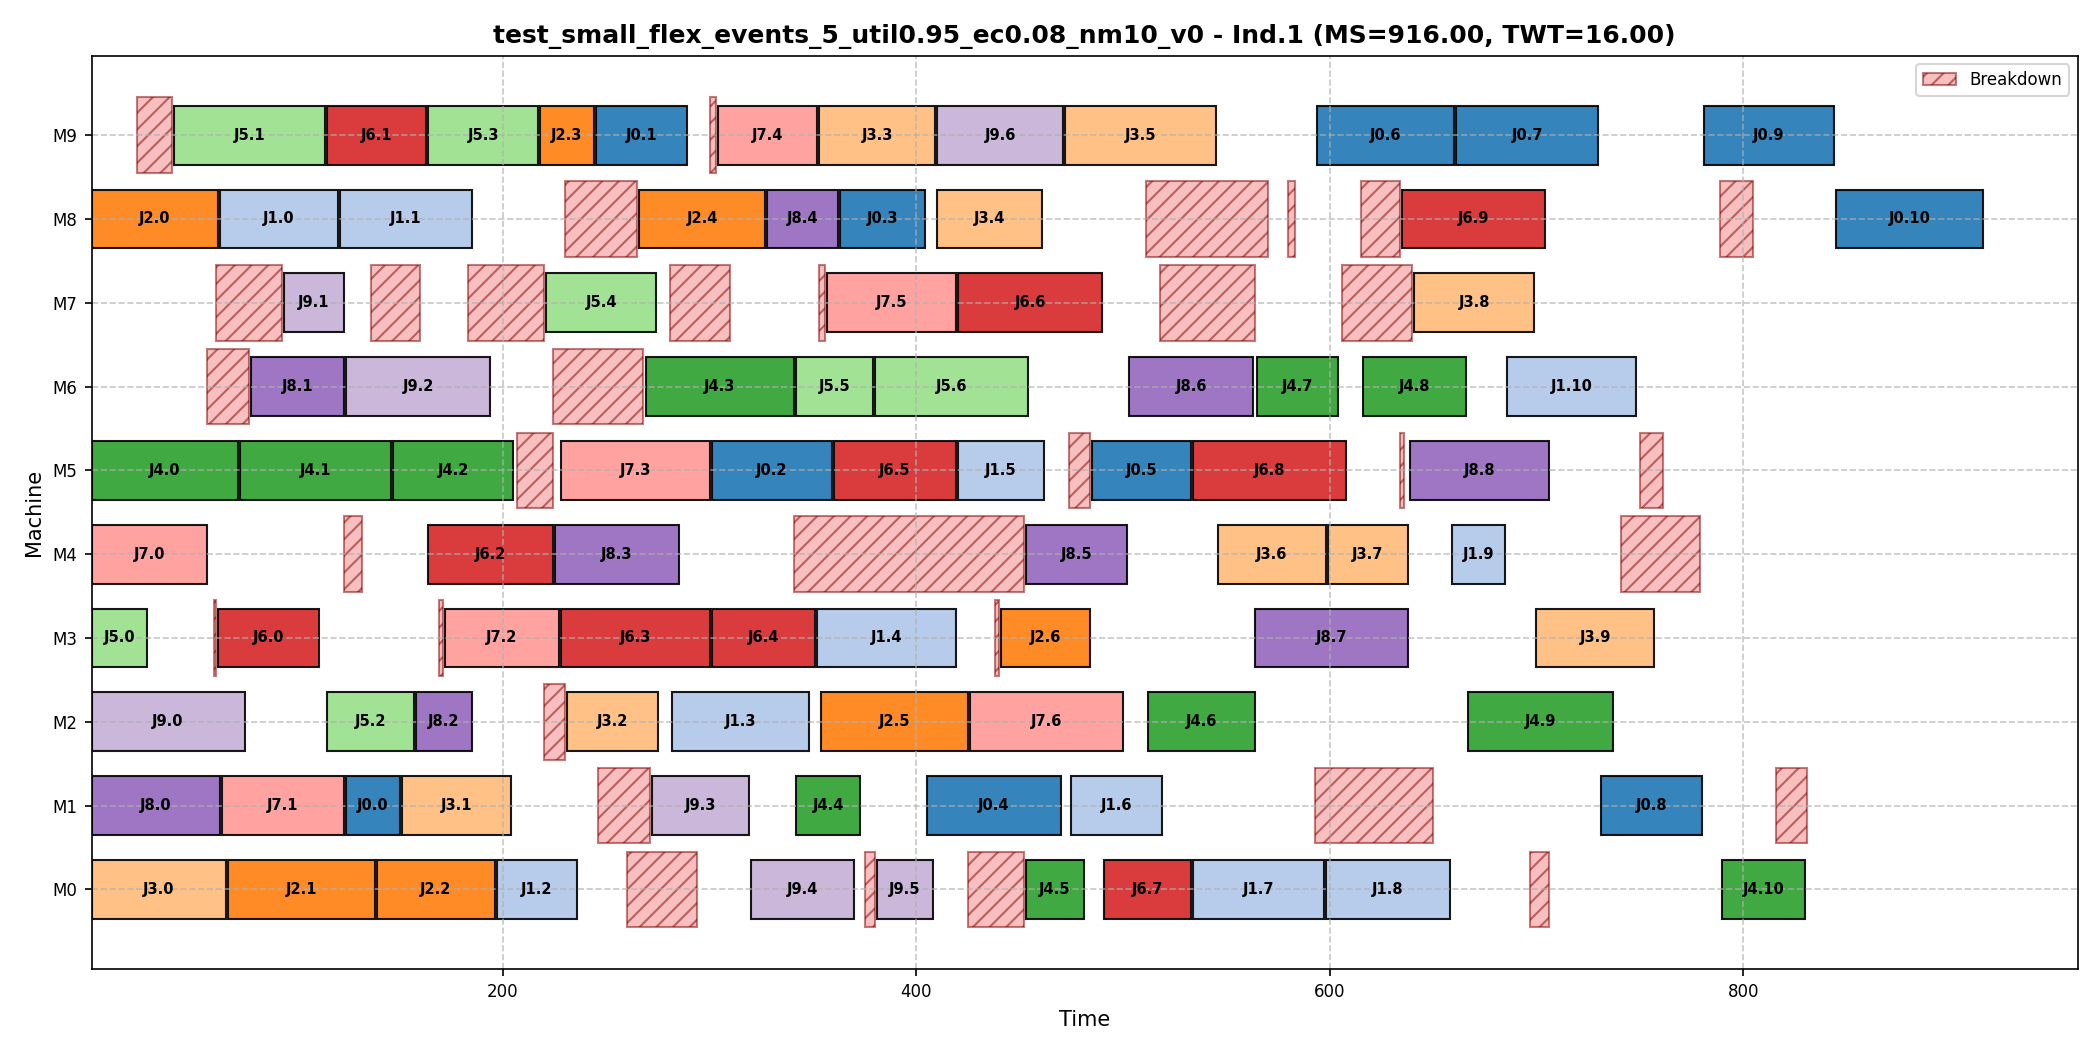 test_small_flex_events_5_util0.95_ec0.08_nm10_v0 - Ind.1 (MS=916.00, TWT=16.00)
Breakdown
M9 J5.1 J6.1 J5.3 J2.3 J0.1 J7.4 J3.3 J9.6 J3.5 J0.6 J0.7 J0.9
M8 J2.0 J1.0 J1.1 J2.4 J8.4 J0.3 J3.4 J6.9 J0.10
M7 J9.1 J5.4 J7.5 J6.6 J3.8
M6 J8.1 J9.2 J4.3 J5.5 J5.6 J8.6 J4.7 J4.8 J1.10
M5 J4.0 J4.1 J4.2 J7.3 J0.2 J6.5 J1.5 J0.5 J6.8 J8.8
M4 J7.0 J6.2 J8.3 J8.5 J3.6 J3.7 J1.9
M3 J5.0 J6.0 J7.2 J6.3 J6.4 J1.4 J2.6 J8.7 J3.9
M2 J9.0 J5.2 J8.2 J3.2 J1.3 J2.5 J7.6 J4.6 J4.9
M1 J8.0 J7.1 J0.0 J3.1 J9.3 J4.4 J0.4 J1.6 J0.8
M0 J3.0 J2.1 J2.2 J1.2 J9.4 J9.5 J4.5 J6.7 J1.7 J1.8 J4.10
Machine
200 400 600 800
Time